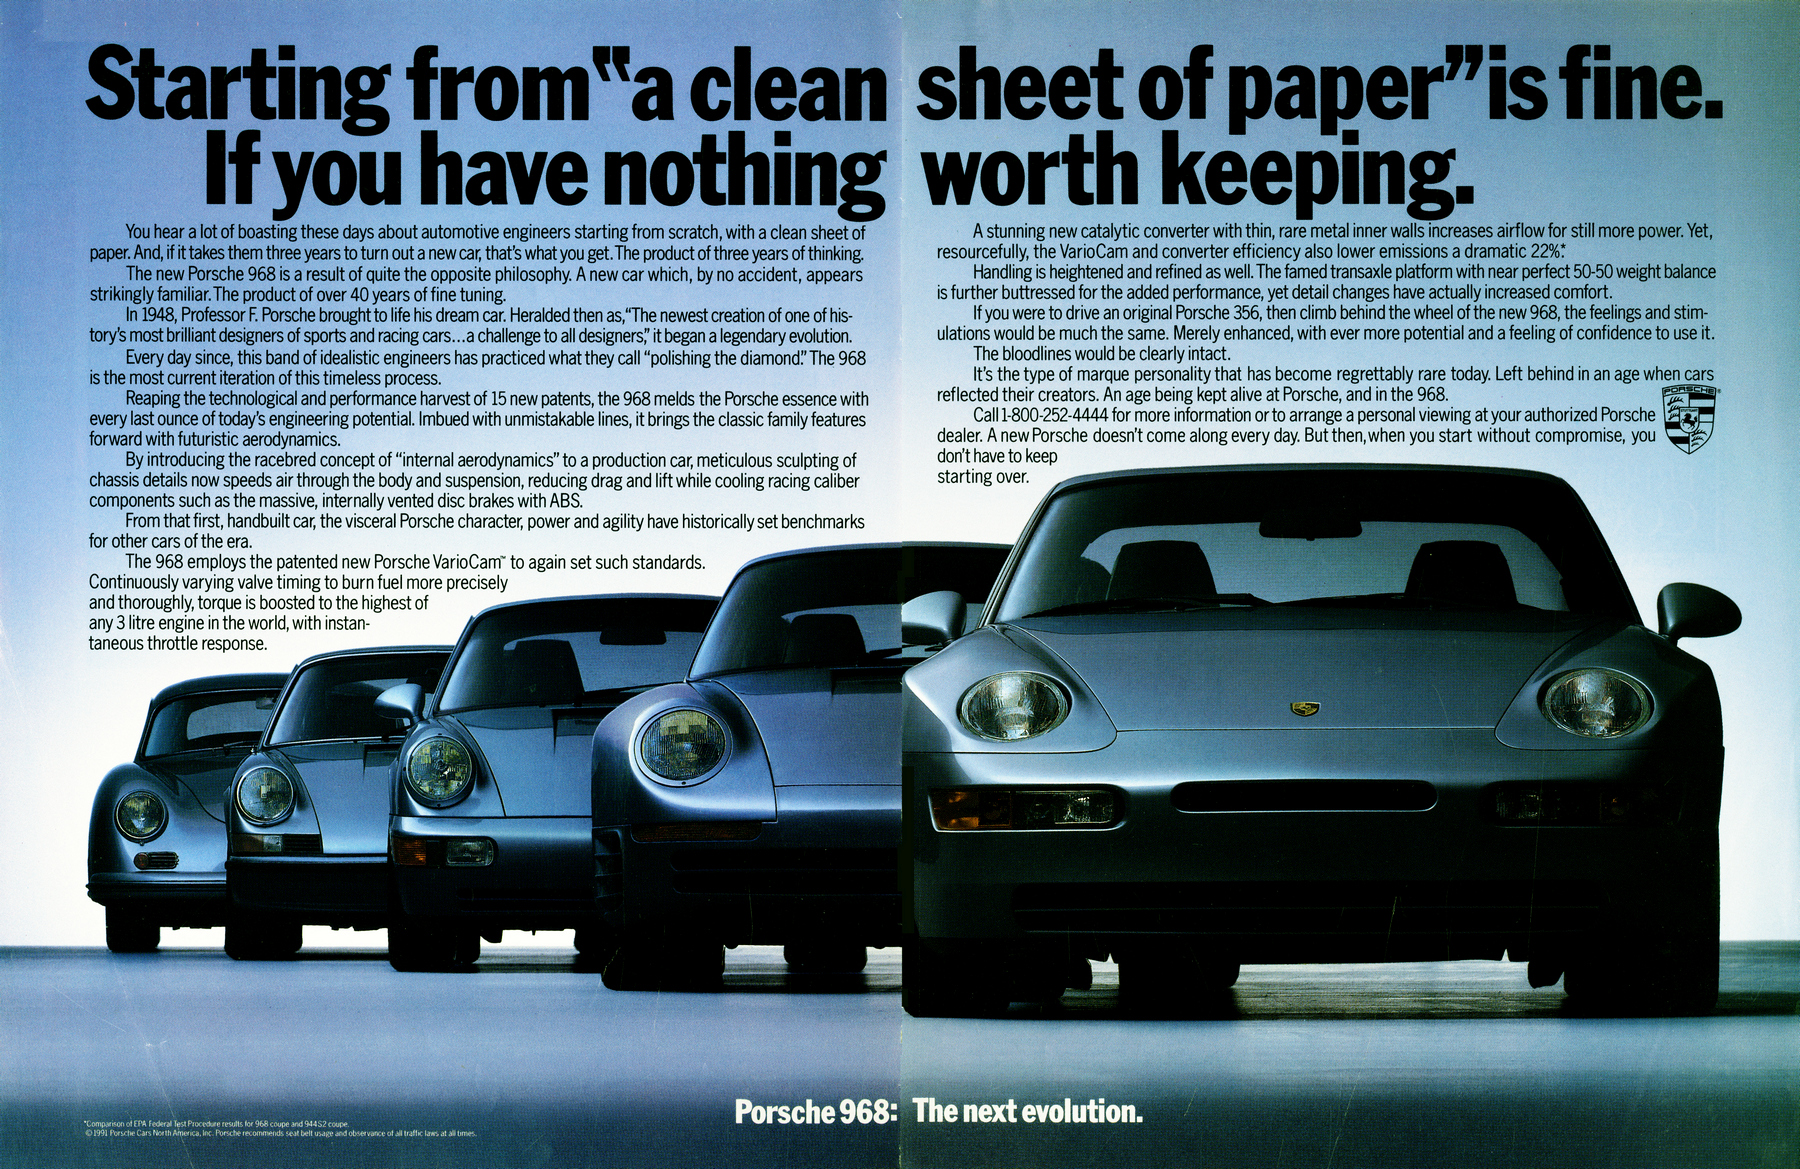 Starting from "a clean sheet of paper" is fine.
If you have nothing worth keeping.
You hear a lot of boasting these days about automotive engineers starting from scratch, with a clean sheet of
paper. And, if it takes them three years to turn out a new car, that's what you get. The product of three years of thinking.
The new Porsche 968 is a result of quite the opposite philosophy. A new car which, by no accident, appears
strikingly familiar. The product of over 40 years of fine tuning.
In 1948, Professor F. Porsche brought to life his dream car. Heralded then as, "The newest creation of one of his-
tory's most brilliant designers of sports and racing cars...a challenge to all designers," it began a legendary evolution.
Every day since, this band of idealistic engineers has practiced what they call "polishing the diamond." The 968
is the most current iteration of this timeless process.
Reaping the technological and performance harvest of 15 new patents, the 968 melds the Porsche essence with
every last ounce of today's engineering potential. Imbued with unmistakable lines, it brings the classic family features
forward with futuristic aerodynamics.
By introducing the racebred concept of "internal aerodynamics" to a production car, meticulous sculpting of
chassis details now speeds air through the body and suspension, reducing drag and lift while cooling racing caliber
components such as the massive, internally vented disc brakes with ABS.
From that first, handbuilt car, the visceral Porsche character, power and agility have historically set benchmarks
for other cars of the era.
The 968 employs the patented new Porsche VarioCam™ to again set such standards.
Continuously varying valve timing to burn fuel more precisely
and thoroughly, torque is boosted to the highest of
any 3 litre engine in the world, with instan-
taneous throttle response.
A stunning new catalytic converter with thin, rare metal inner walls increases airflow for still more power. Yet,
resourcefully, the VarioCam and converter efficiency also lower emissions a dramatic 22%.*
Handling is heightened and refined as well. The famed transaxle platform with near perfect 50-50 weight balance
is further buttressed for the added performance, yet detail changes have actually increased comfort.
If you were to drive an original Porsche 356, then climb behind the wheel of the new 968, the feelings and stim-
ulations would be much the same. Merely enhanced, with ever more potential and a feeling of confidence to use it.
The bloodlines would be clearly intact.
It's the type of marque personality that has become regrettably rare today. Left behind in an age when cars
reflected their creators. An age being kept alive at Porsche, and in the 968.
Call 1-800-252-4444 for more information or to arrange a personal viewing at your authorized Porsche
dealer. A new Porsche doesn't come along every day. But then, when you start without compromise, you
don't have to keep
starting over.
PORSCHE
Porsche 968: The next evolution.
*Comparison of EPA Federal Test Procedure results for 968 coupe and 944S2 coupe.
© 1991 Porsche Cars North America, Inc. Porsche recommends seat belt usage and observance of all traffic laws at all times.